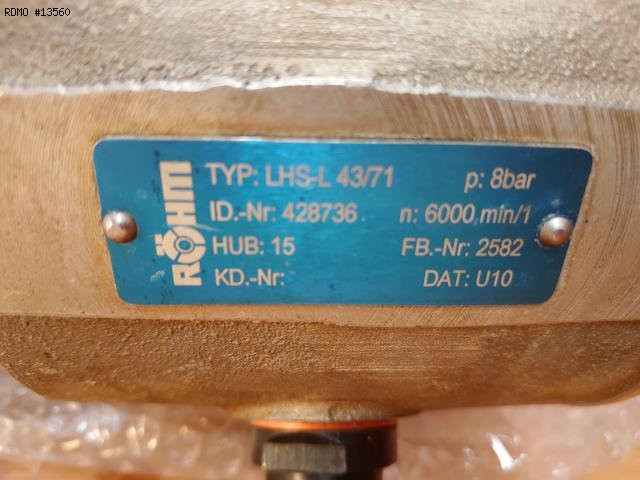 RDMO #13560
RÖHM
TYP: LHS-L 43/71 p: 8bar
ID.-Nr: 428736 n: 6000 min/1
HUB: 15 FB.-Nr: 2582
KD.-Nr: DAT: U10